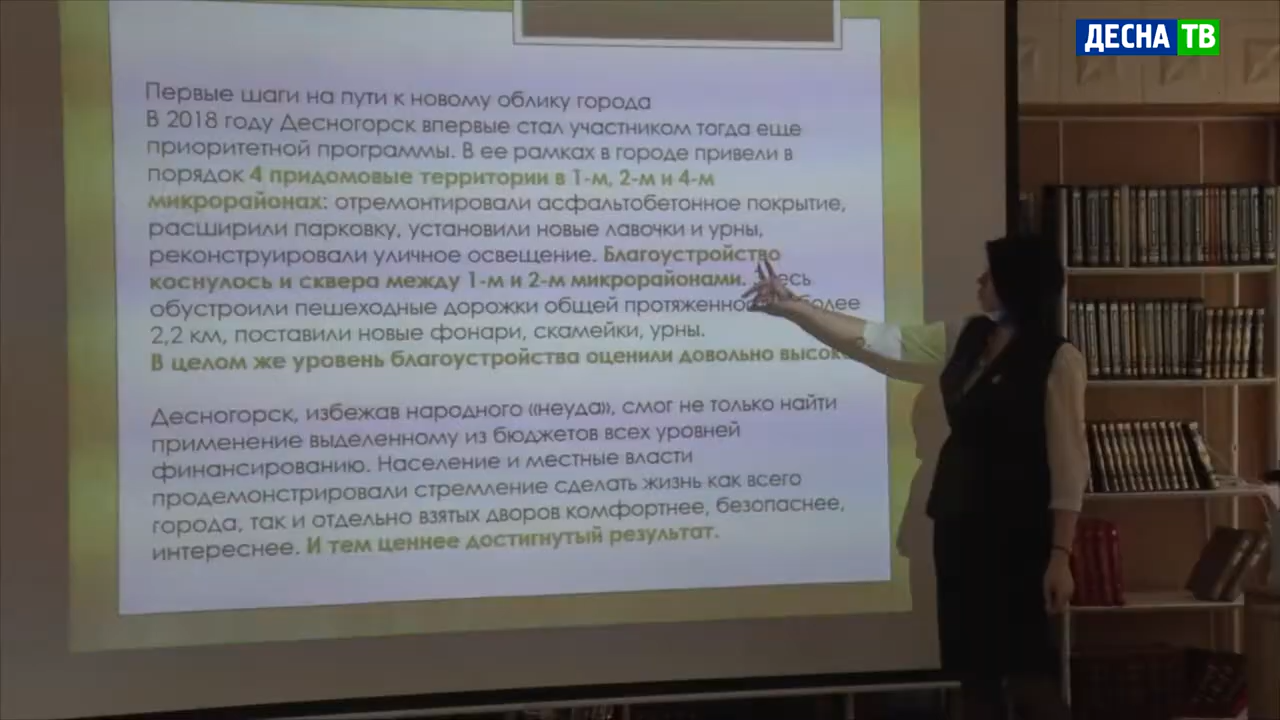 ДЕСНА ТВ
Первые шаги на пути к новому облику города
В 2018 году Десногорск впервые стал участником тогда еще
приоритетной программы. В ее рамках в городе привели в
порядок 4 придомовые территории в 1-м, 2-м и 4-м
микрорайонах: отремонтировали асфальтобетонное покрытие,
расширили парковку, установили новые лавочки и урны,
реконструировали уличное освещение. Благоустройство
коснулось и сквера между 1-м и 2-м микрорайонами.
обустроили пешеходные дорожки общей более
2,2 км, поставили новые фонари, скамейки, урны.
В целом же уровень благоустройства оценили довольно
Десногорск, избежав народного «неуда», смог не только найти
применение выделенному из бюджетов всех уровней
финансированию. Население и местные власти
продемонстрировали стремление сделать жизнь как всего
города, так и отдельно взятых дворов комфортнее, безопаснее,
интереснее. И тем ценнее достигнутый результат.